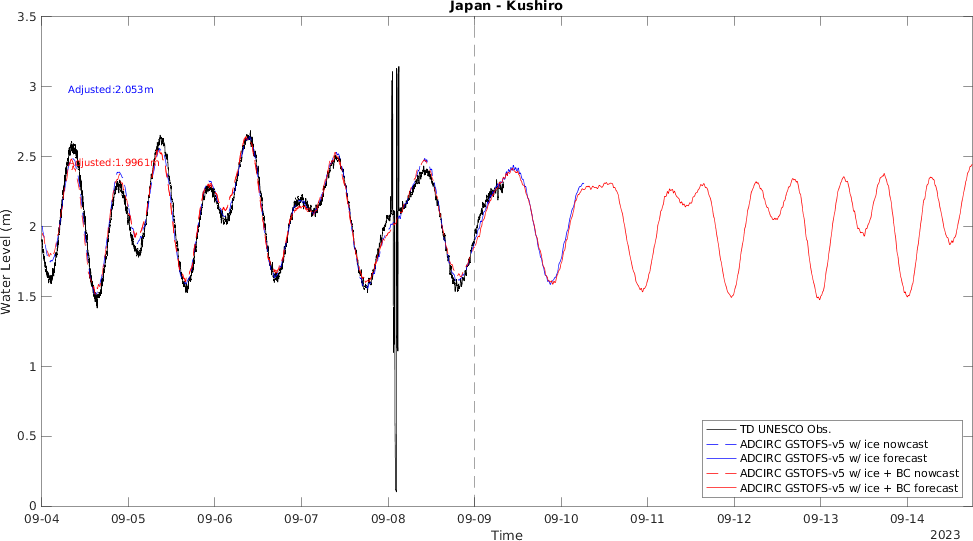 Japan - Kushiro
3.5
3
2.5
2
1.5
1
0.5
0
Water Level (m)
Adjusted:2.053m
Adjusted:1.9961m
TD UNESCO Obs.
ADCIRC GSTOFS-v5 w/ ice nowcast
ADCIRC GSTOFS-v5 w/ ice forecast
ADCIRC GSTOFS-v5 w/ ice + BC nowcast
ADCIRC GSTOFS-v5 w/ ice + BC forecast
09-04 09-05 09-06 09-07 09-08 09-09 09-10 09-11 09-12 09-13 09-14
Time
2023